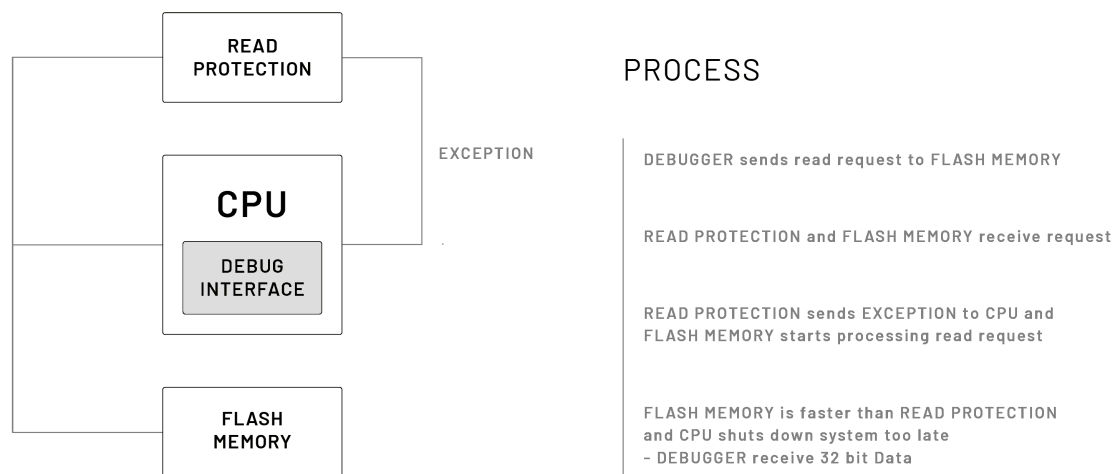 READ
PROTECTION
EXCEPTION
CPU
DEBUG
INTERFACE
FLASH
MEMORY
PROCESS
DEBUGGER sends read request to FLASH MEMORY
READ PROTECTION and FLASH MEMORY receive request
READ PROTECTION sends EXCEPTION to CPU and
FLASH MEMORY starts processing read request
FLASH MEMORY is faster than READ PROTECTION
and CPU shuts down system too late
- DEBUGGER receive 32 bit Data